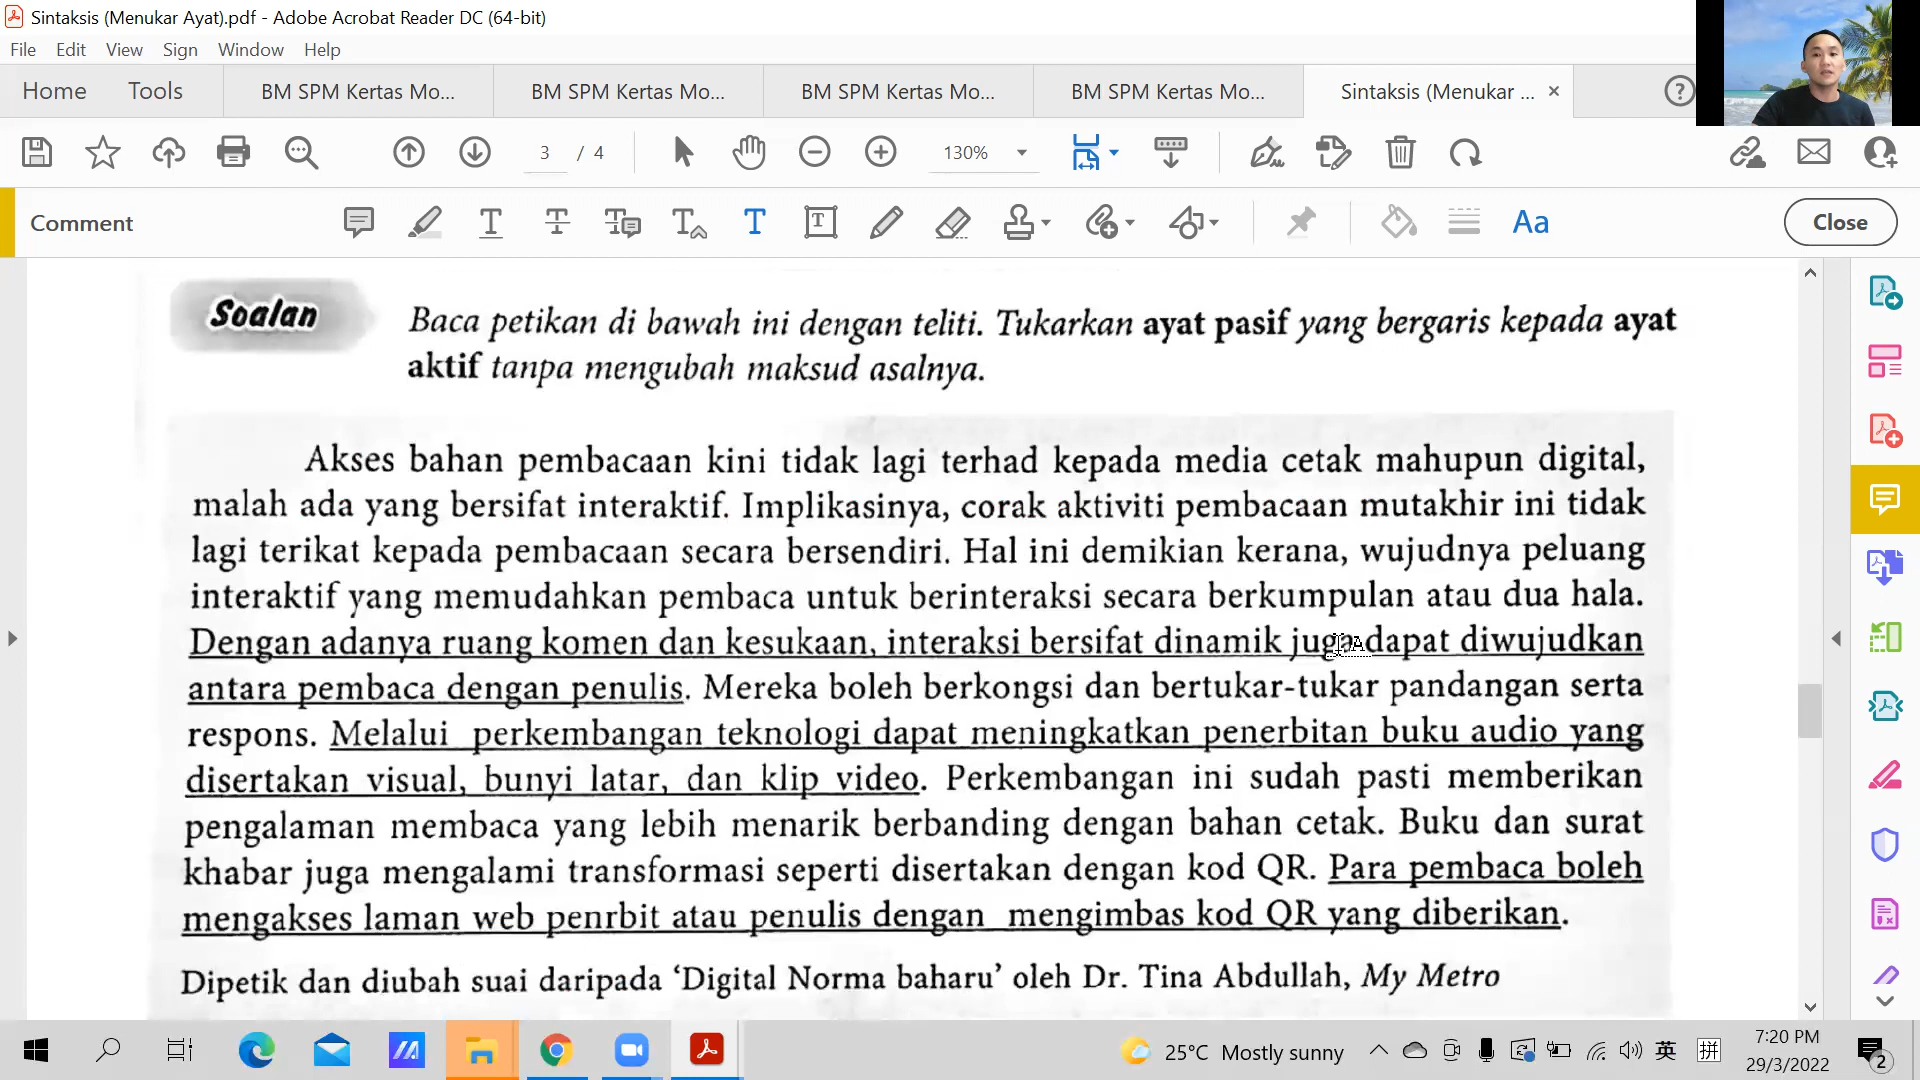 Sintaksis (Menukar Ayat).pdf - Adobe Acrobat Reader DC (64-bit)
File Edit View Sign Window Help
Home Tools BM SPM Kertas Mo... BM SPM Kertas Mo... BM SPM Kertas Mo... BM SPM Kertas Mo... Sintaksis (Menukar ... ×
3 / 4 130%
Comment Close
Soalan
Baca petikan di bawah ini dengan teliti. Tukarkan ayat pasif yang bergaris kepada ayat
aktif tanpa mengubah maksud asalnya.
Akses bahan pembacaan kini tidak lagi terhad kepada media cetak mahupun digital,
malah ada yang bersifat interaktif. Implikasinya, corak aktiviti pembacaan mutakhir ini tidak
lagi terikat kepada pembacaan secara bersendiri. Hal ini demikian kerana, wujudnya peluang
interaktif yang memudahkan pembaca untuk berinteraksi secara berkumpulan atau dua hala.
Dengan adanya ruang komen dan kesukaan, interaksi bersifat dinamik juga dapat diwujudkan
antara pembaca dengan penulis. Mereka boleh berkongsi dan bertukar-tukar pandangan serta
respons. Melalui perkembangan teknologi dapat meningkatkan penerbitan buku audio yang
disertakan visual, bunyi latar, dan klip video. Perkembangan ini sudah pasti memberikan
pengalaman membaca yang lebih menarik berbanding dengan bahan cetak. Buku dan surat
khabar juga mengalami transformasi seperti disertakan dengan kod QR. Para pembaca boleh
mengakses laman web penrbit atau penulis dengan mengimbas kod QR yang diberikan.
Dipetik dan diubah suai daripada ‘Digital Norma baharu’ oleh Dr. Tina Abdullah, My Metro
25°C Mostly sunny 英 拼 7:20 PM
29/3/2022 2